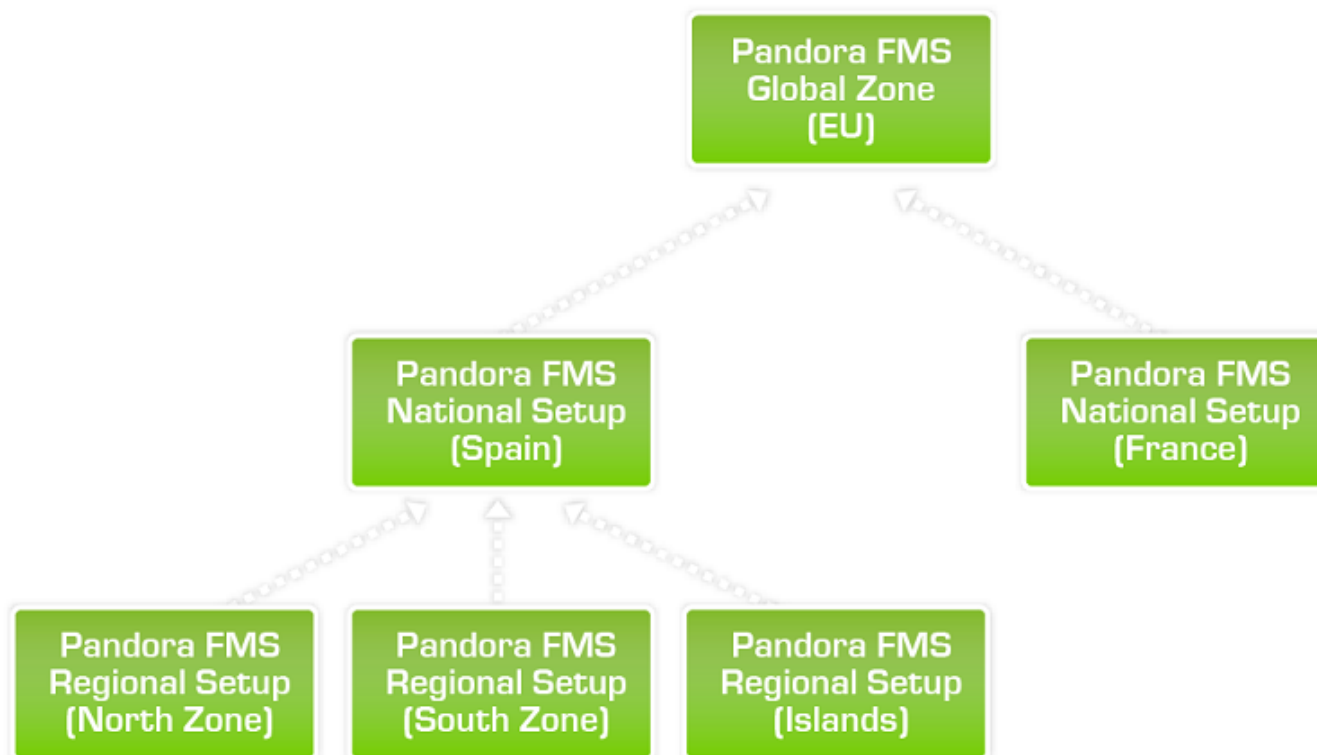 Pandora FMS
Global Zone
(EU)
Pandora FMS
National Setup
(Spain)
Pandora FMS
National Setup
(France)
Pandora FMS
Regional Setup
(North Zone)
Pandora FMS
Regional Setup
(South Zone)
Pandora FMS
Regional Setup
(Islands)